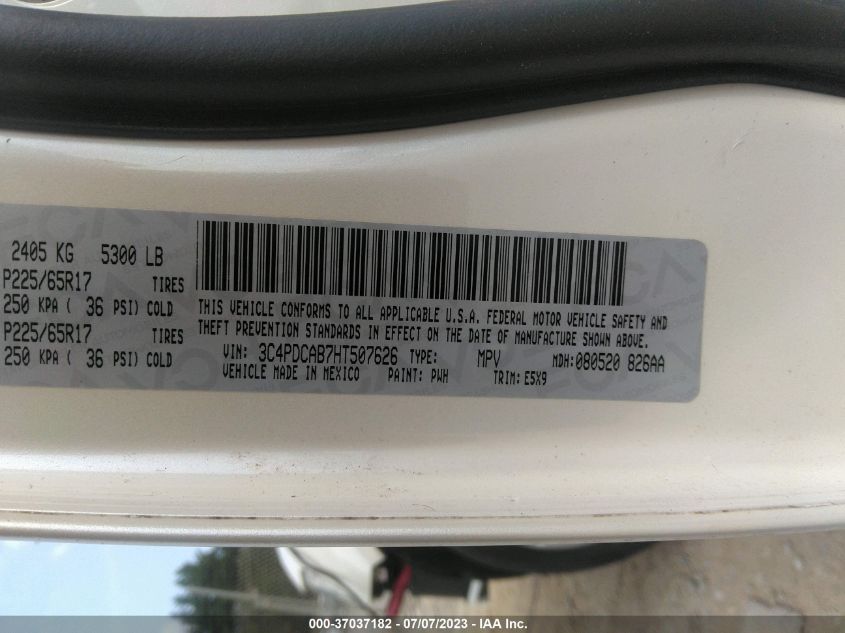 2405 KG 5300 LB
P225/65R17 TIRES
250 KPA ( 36 PSI) COLD
P225/65R17 TIRES
250 KPA ( 36 PSI) COLD
THIS VEHICLE CONFORMS TO ALL APPLICABLE U.S.A. FEDERAL MOTOR VEHICLE SAFETY AND
THEFT PREVENTION STANDARDS IN EFFECT ON THE DATE OF MANUFACTURE SHOWN ABOVE.
VIN: 3C4PDCAB7HT507626 TYPE: MPV MDH:080520 826AA
VEHICLE MADE IN MEXICO PAINT: PWH TRIM: E5X9
000-37037182 - 07/07/2023 - IAA Inc.